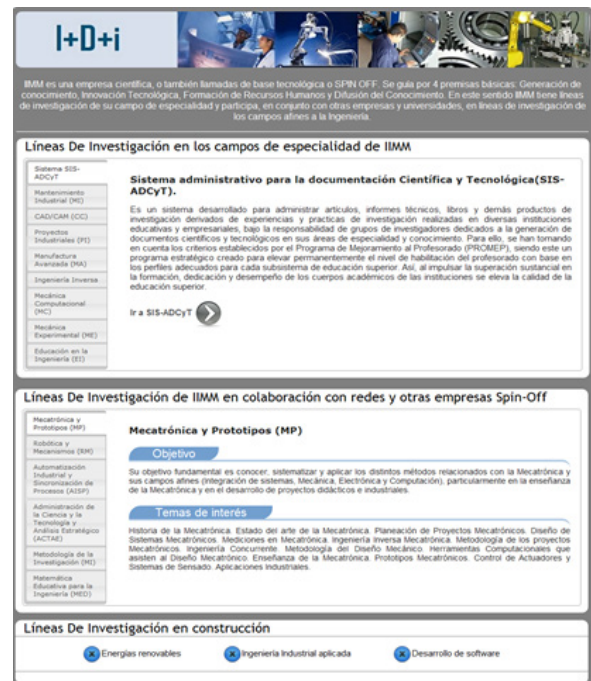 I+D+i
IIMM es una empresa científica, o también llamadas de base tecnológica o SPIN OFF. Se guía por 4 premisas básicas: Generación de
conocimiento, Innovación Tecnológica, Formación de Recursos Humanos y Difusión del Conocimiento. En este sentido IIMM tiene líneas
de investigación de su campo de especialidad y participa, en conjunto con otras empresas y universidades, en líneas de investigación de
los campos afines a la Ingeniería.
Líneas De Investigación en los campos de especialidad de IIMM
Sistema SIS-
ADCyT
Mantenimiento
Industrial (MI)
CAD/CAM (CC)
Proyectos
Industriales (PI)
Manufactura
Avanzada (MA)
Ingeniería Inversa
Mecánica
Computacional
(MC)
Mecánica
Experimental (ME)
Educación en la
Ingeniería (EI)
Sistema administrativo para la documentación Científica y Tecnológica(SIS-
ADCyT).
Es un sistema desarrollado para administrar artículos, informes técnicos, libros y demás productos de
investigación derivados de experiencias y practicas de investigación realizadas en diversas instituciones
educativas y empresariales, bajo la responsabilidad de grupos de investigadores dedicados a la generación de
documentos científicos y tecnológicos en sus áreas de especialidad y conocimiento. Para ello, se han tomando
en cuenta los criterios establecidos por el Programa de Mejoramiento al Profesorado (PROMEP), siendo este un
programa estratégico creado para elevar permanentemente el nivel de habilitación del profesorado con base en
los perfiles adecuados para cada subsistema de educación superior. Así, al impulsar la superación sustancial en
la formación, dedicación y desempeño de los cuerpos académicos de las instituciones se eleva la calidad de la
educación superior.
Ir a SIS-ADCyT
Líneas De Investigación de IIMM en colaboración con redes y otras empresas Spin-Off
Mecatrónica y
Prototipos (MP)
Robótica y
Mecanismos (RM)
Automatización
Industrial y
Sincronización de
Procesos (AISP)
Administración de
la Ciencia y la
Tecnología y
Análisis Estratégico
(ACTAE)
Metodología de la
Investigación (MI)
Matemática
Educativa para la
Ingeniería (MED)
Mecatrónica y Prototipos (MP)
Objetivo
Su objetivo fundamental es conocer, sistematizar y aplicar los distintos métodos relacionados con la Mecatrónica y
sus campos afines (integración de sistemas, Mecánica, Electrónica y Computación), particularmente en la enseñanza
de la Mecatrónica y en el desarrollo de proyectos didácticos e industriales.
Temas de interés
Historia de la Mecatrónica. Estado del arte de la Mecatrónica. Planeación de Proyectos Mecatrónicos. Diseño de
Sistemas Mecatrónicos. Mediciones en Mecatrónica. Ingeniería Inversa Mecatrónica. Metodología de los proyectos
Mecatrónicos. Ingeniería Concurrente. Metodología del Diseño Mecánico. Herramientas Computacionales que
asisten al Diseño Mecatrónico. Enseñanza de la Mecatrónica. Prototipos Mecatrónicos. Control de Actuadores y
Sistemas de Sensado. Aplicaciones Industriales.
Líneas De Investigación en construcción
Energías renovables
Ingeniería Industrial aplicada
Desarrollo de software